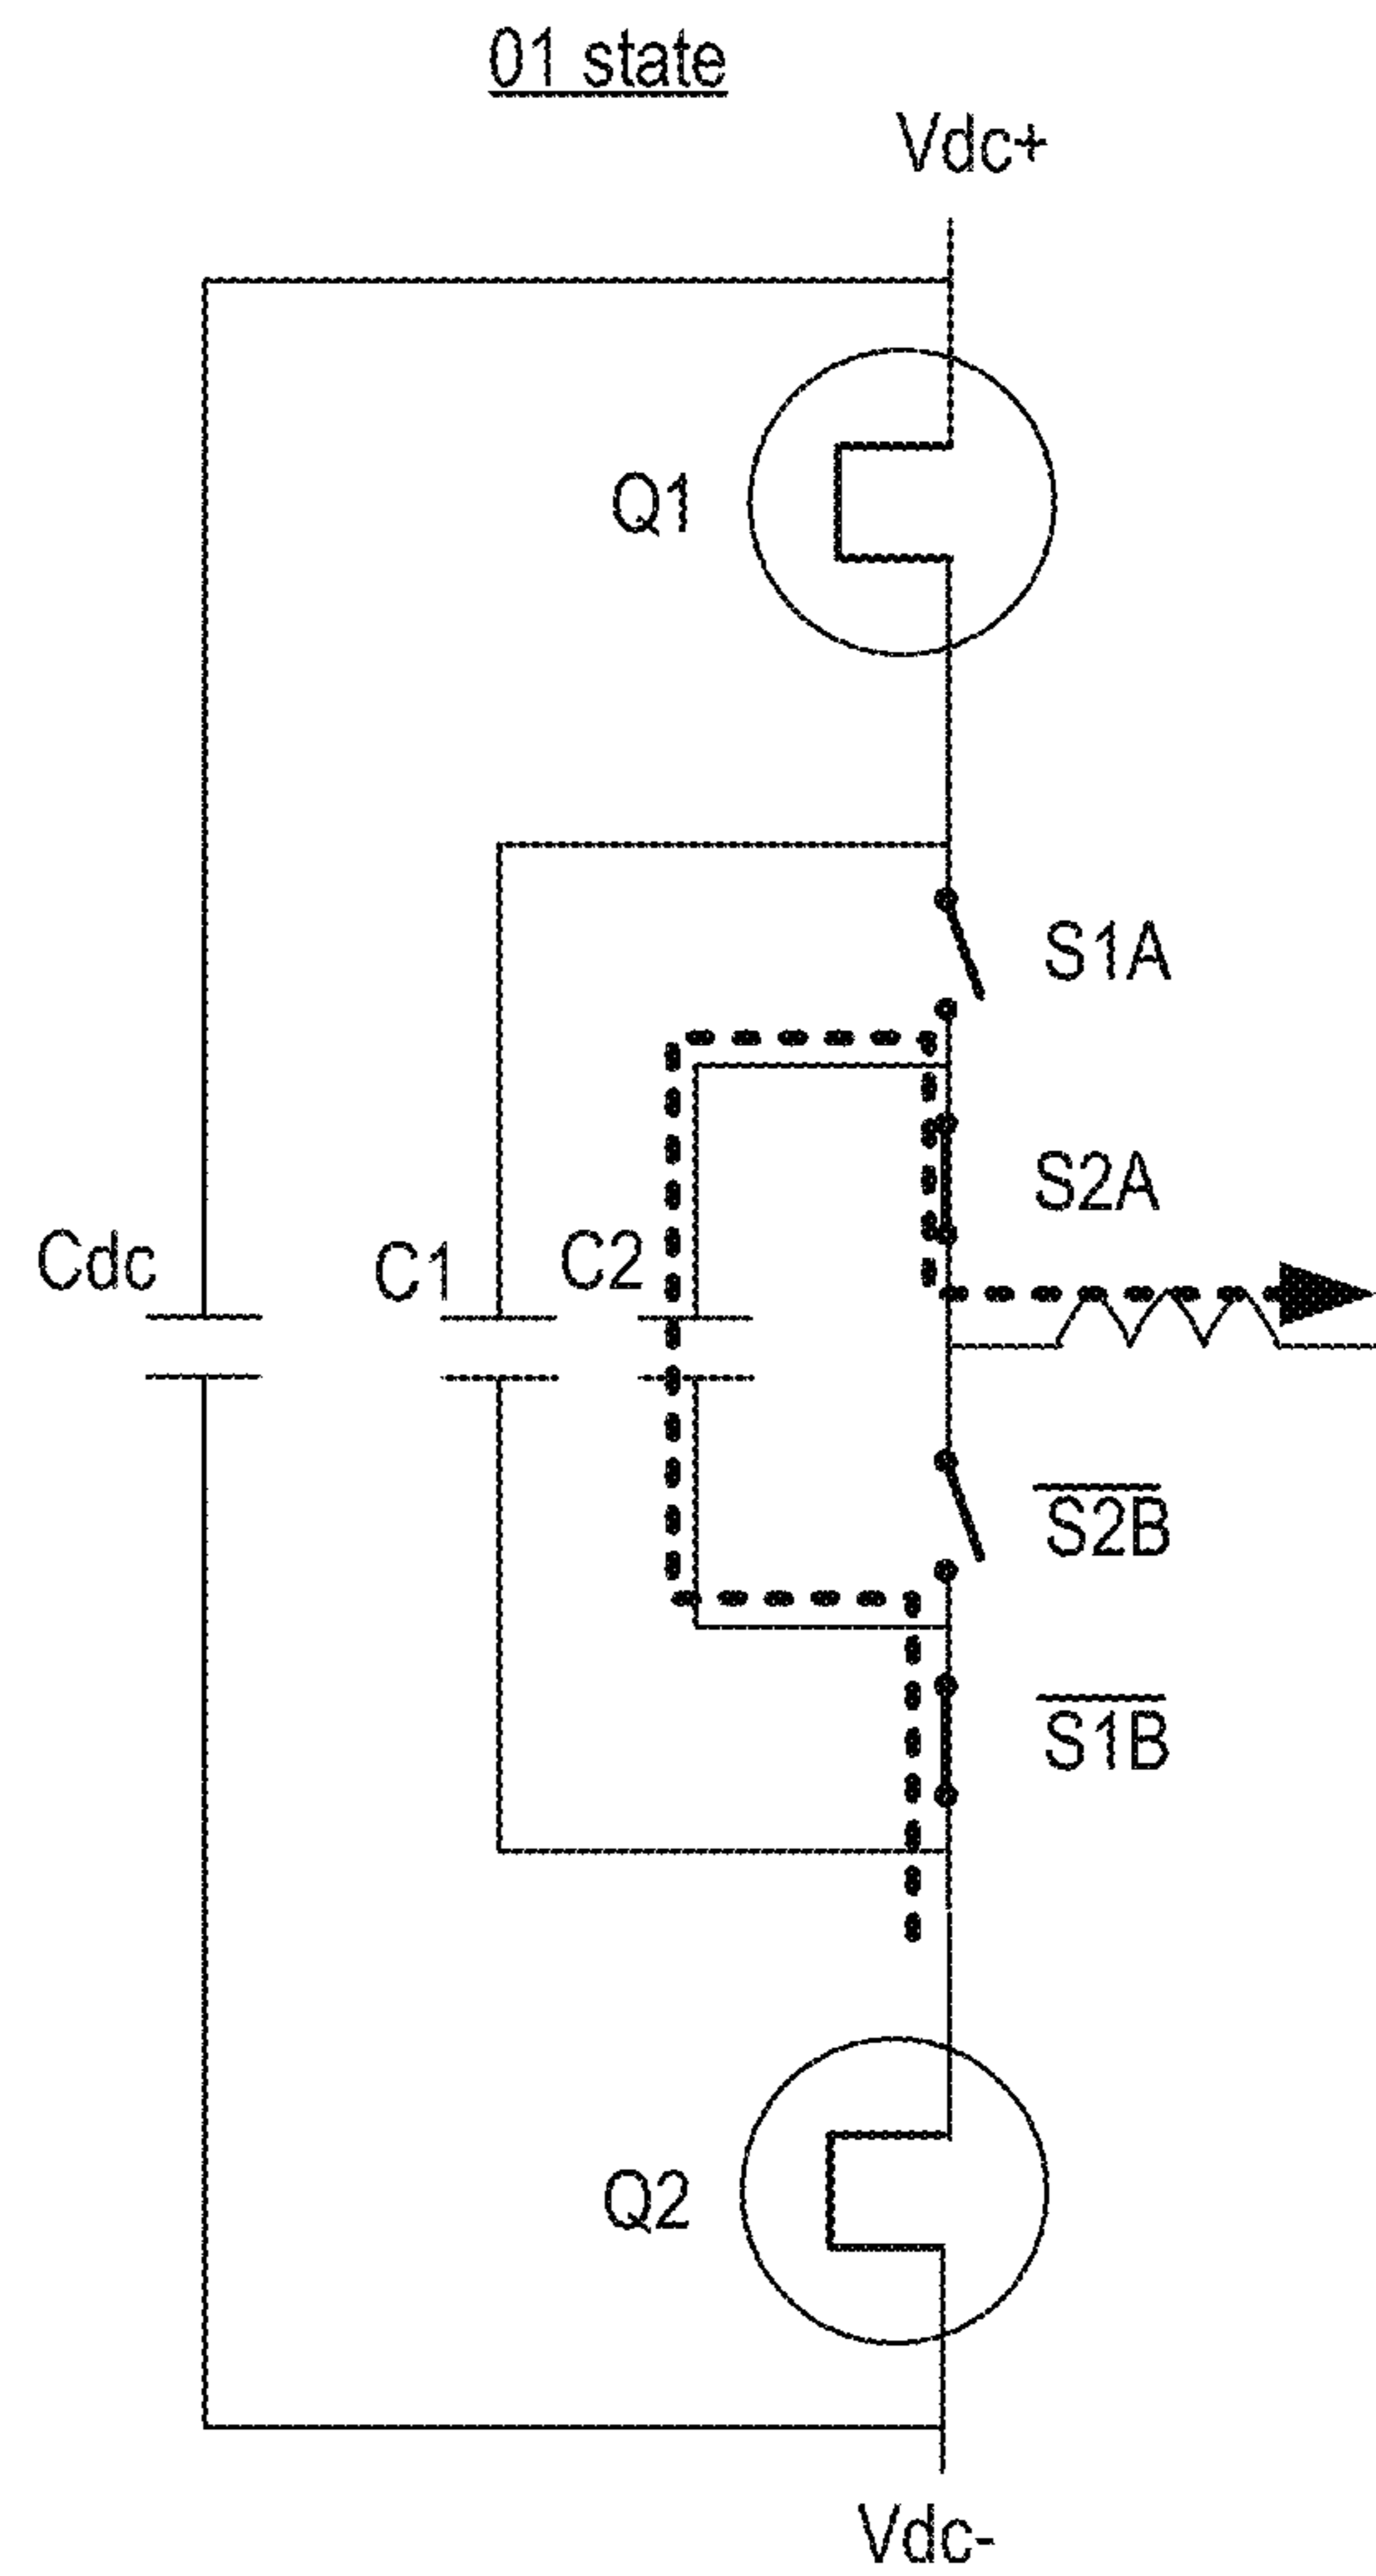 01 state
Vdc+
Q1
S1A
S2A
Cdc
C1
C2
S2B
S1B
Q2
Vdc-